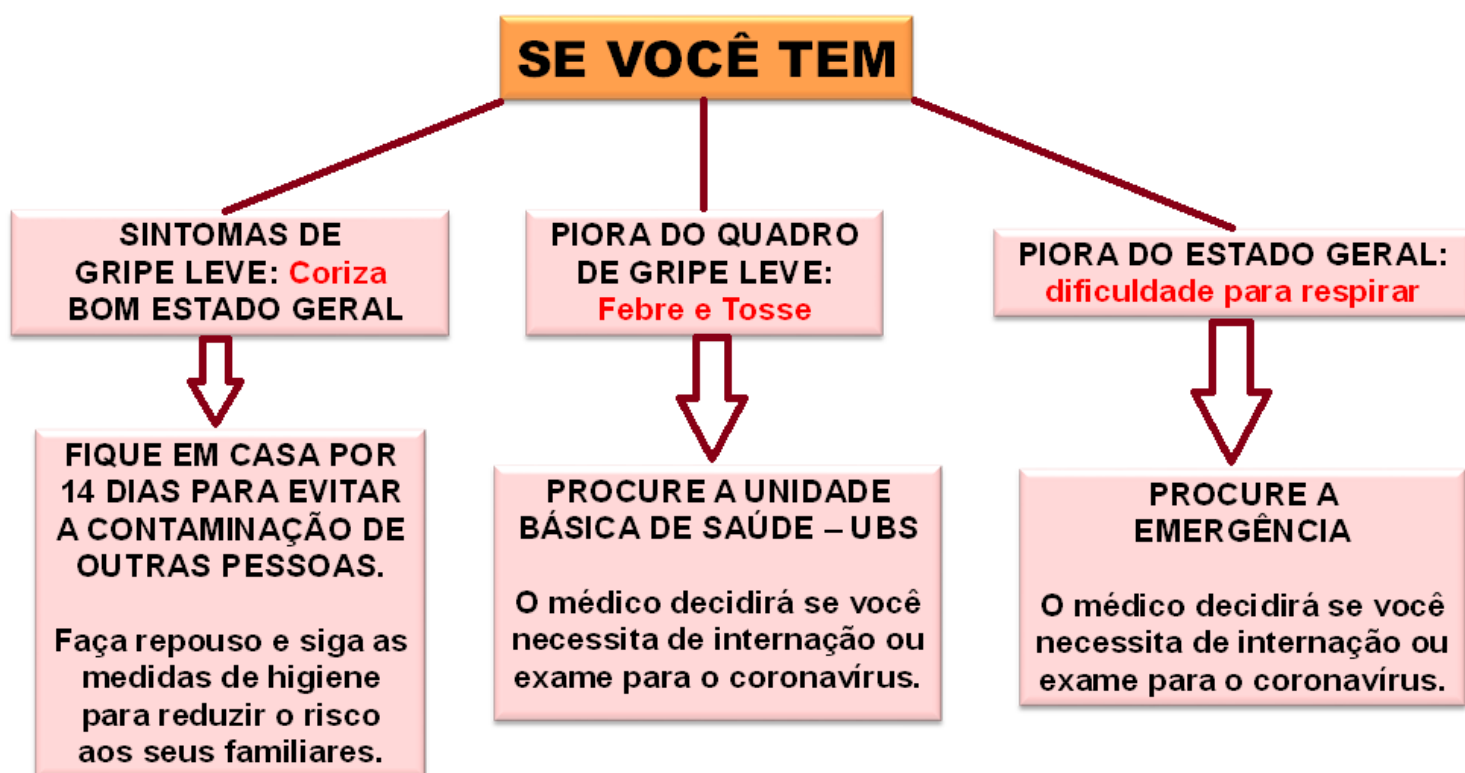 SE VOCÊ TEM
SINTOMAS DE
GRIPE LEVE: Coriza
BOM ESTADO GERAL
FIQUE EM CASA POR
14 DIAS PARA EVITAR
A CONTAMINAÇÃO DE
OUTRAS PESSOAS.
Faça repouso e siga as
medidas de higiene
para reduzir o risco
aos seus familiares.
PIORA DO QUADRO
DE GRIPE LEVE:
Febre e Tosse
PROCURE A UNIDADE
BÁSICA DE SAÚDE – UBS
O médico decidirá se você
necessita de internação ou
exame para o coronavírus.
PIORA DO ESTADO GERAL:
dificuldade para respirar
PROCURE A
EMERGÊNCIA
O médico decidirá se você
necessita de internação ou
exame para o coronavírus.